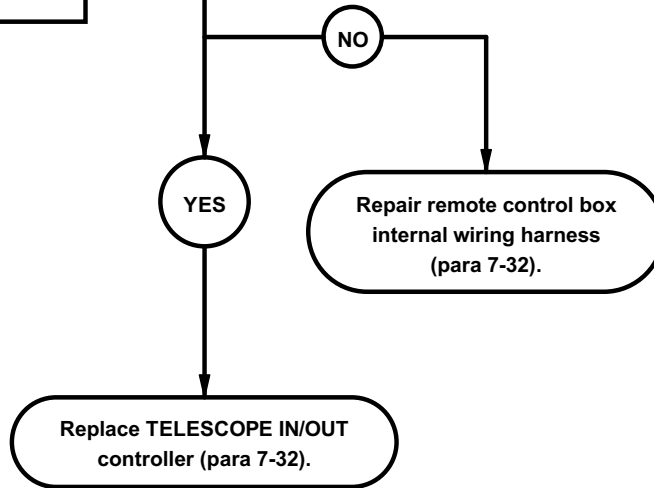 NO
YES
Repair remote control box
internal wiring harness
(para 7-32).
Replace TELESCOPE IN/OUT
controller (para 7-32).